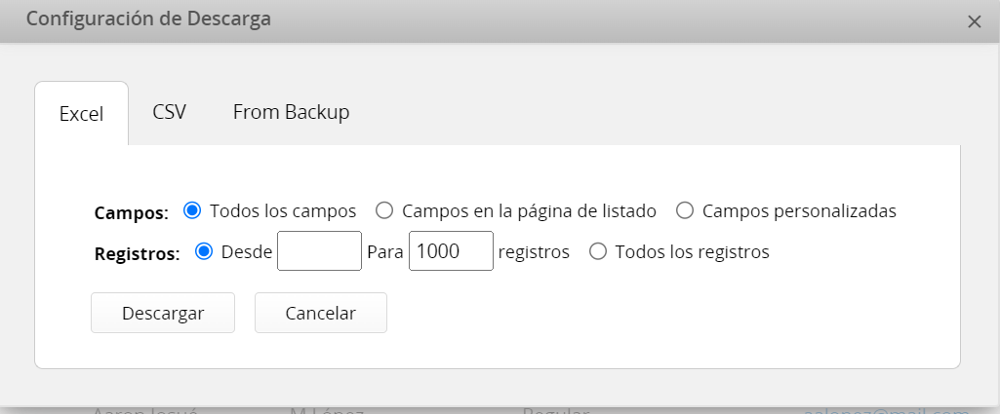 Configuración de Descarga
Excel CSV From Backup
Campos: Todos los campos Campos en la página de listado Campos personalizadas
Registros: Desde Para 1000 registros Todos los registros
Descargar Cancelar